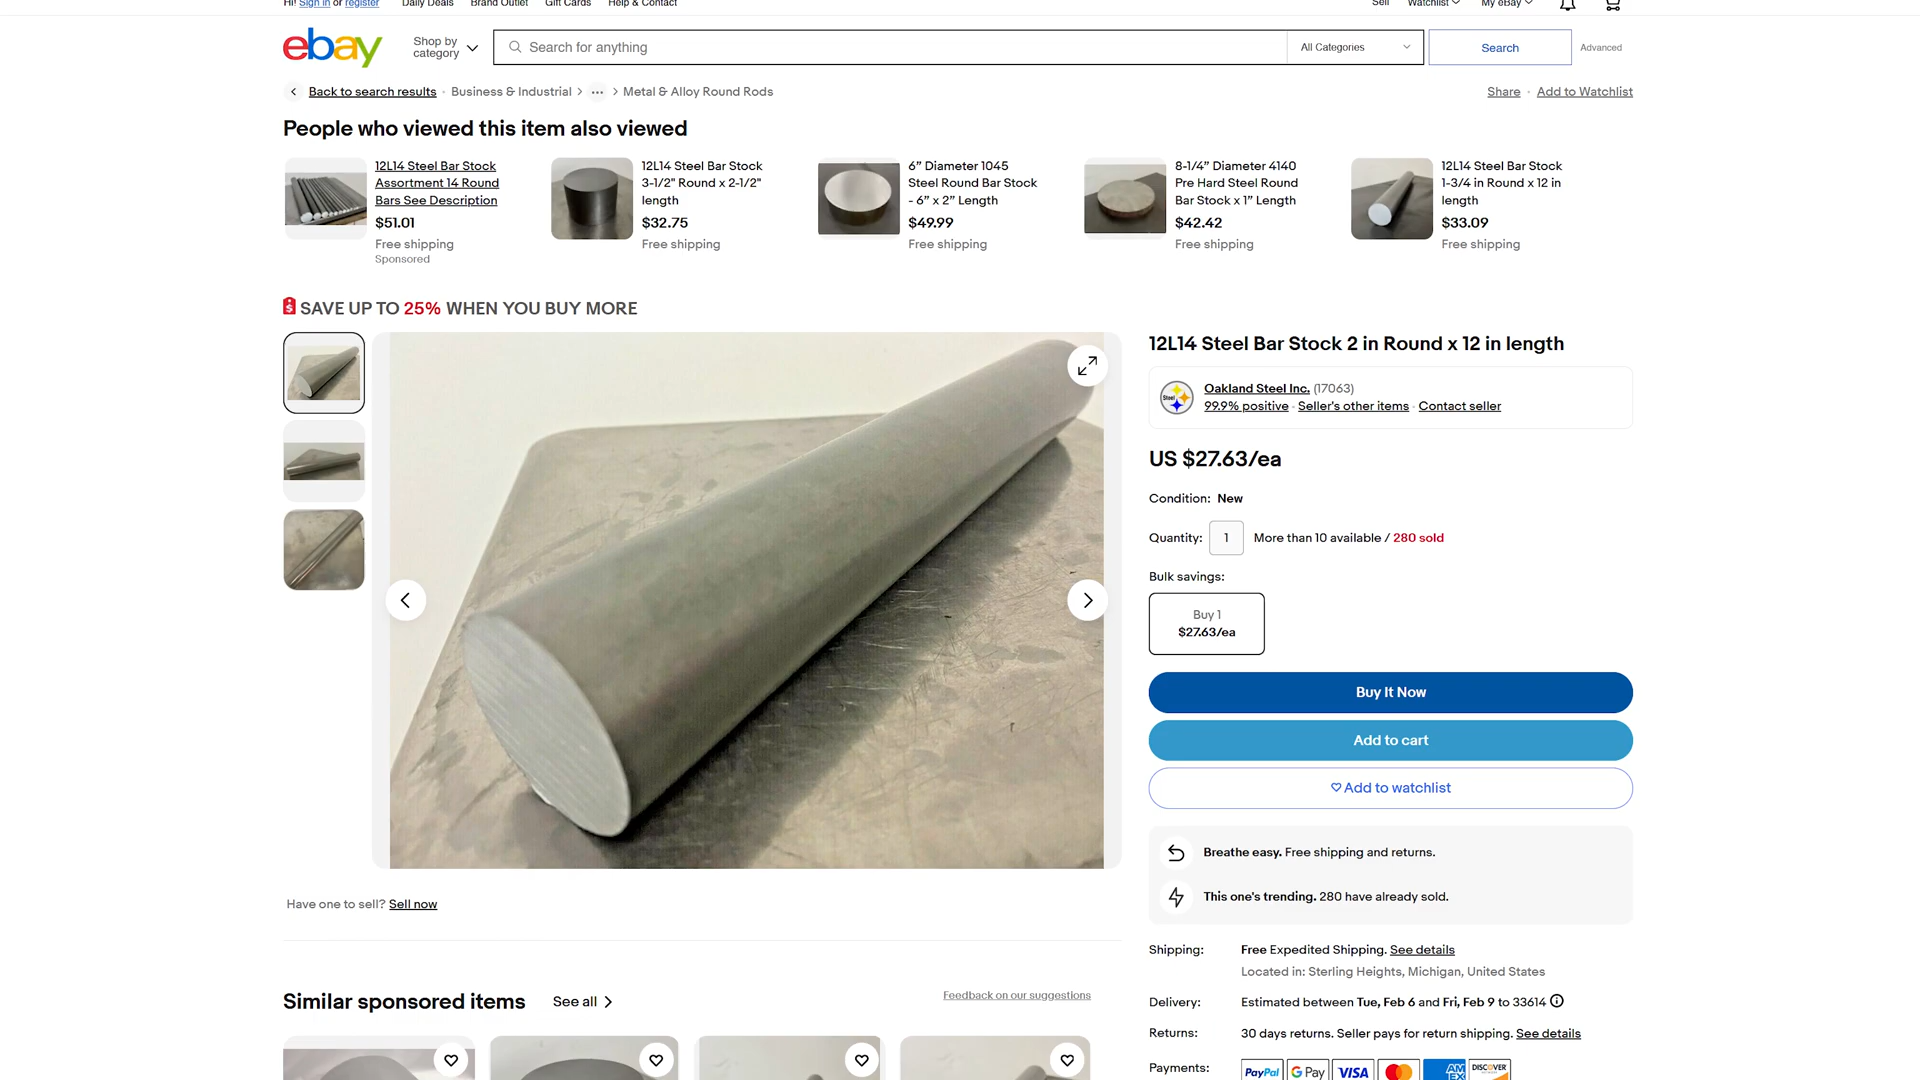 Hi! Sign in or register Daily Deals Brand Outlet Gift Cards Help & Contact Sell Watchlist My eBay
ebay Shop by category Search for anything All Categories Search Advanced
Back to search results · Business & Industrial > ... > Metal & Alloy Round Rods Share · Add to Watchlist
People who viewed this item also viewed
12L14 Steel Bar Stock
Assortment 14 Round
Bars See Description
$51.01
Free shipping
Sponsored
12L14 Steel Bar Stock
3-1/2" Round x 2-1/2"
length
$32.75
Free shipping
6” Diameter 1045
Steel Round Bar Stock
- 6” x 2” Length
$49.99
Free shipping
8-1/4” Diameter 4140
Pre Hard Steel Round
Bar Stock x 1” Length
$42.42
Free shipping
12L14 Steel Bar Stock
1-3/4 in Round x 12 in
length
$33.09
Free shipping
SAVE UP TO 25% WHEN YOU BUY MORE
12L14 Steel Bar Stock 2 in Round x 12 in length
Steel
Oakland Steel Inc. (17063)
99.9% positive · Seller's other items · Contact seller
US $27.63/ea
Condition: New
Quantity: 1 More than 10 available / 280 sold
Bulk savings:
Buy 1
$27.63/ea
Buy It Now
Add to cart
Add to watchlist
Breathe easy. Free shipping and returns.
This one's trending. 280 have already sold.
Have one to sell? Sell now
Shipping: Free Expedited Shipping. See details
Located in: Sterling Heights, Michigan, United States
Delivery: Estimated between Tue, Feb 6 and Fri, Feb 9 to 33614
Returns: 30 days returns. Seller pays for return shipping. See details
Payments: PayPal G Pay VISA AM EX DISCOVER
Similar sponsored items See all
Feedback on our suggestions